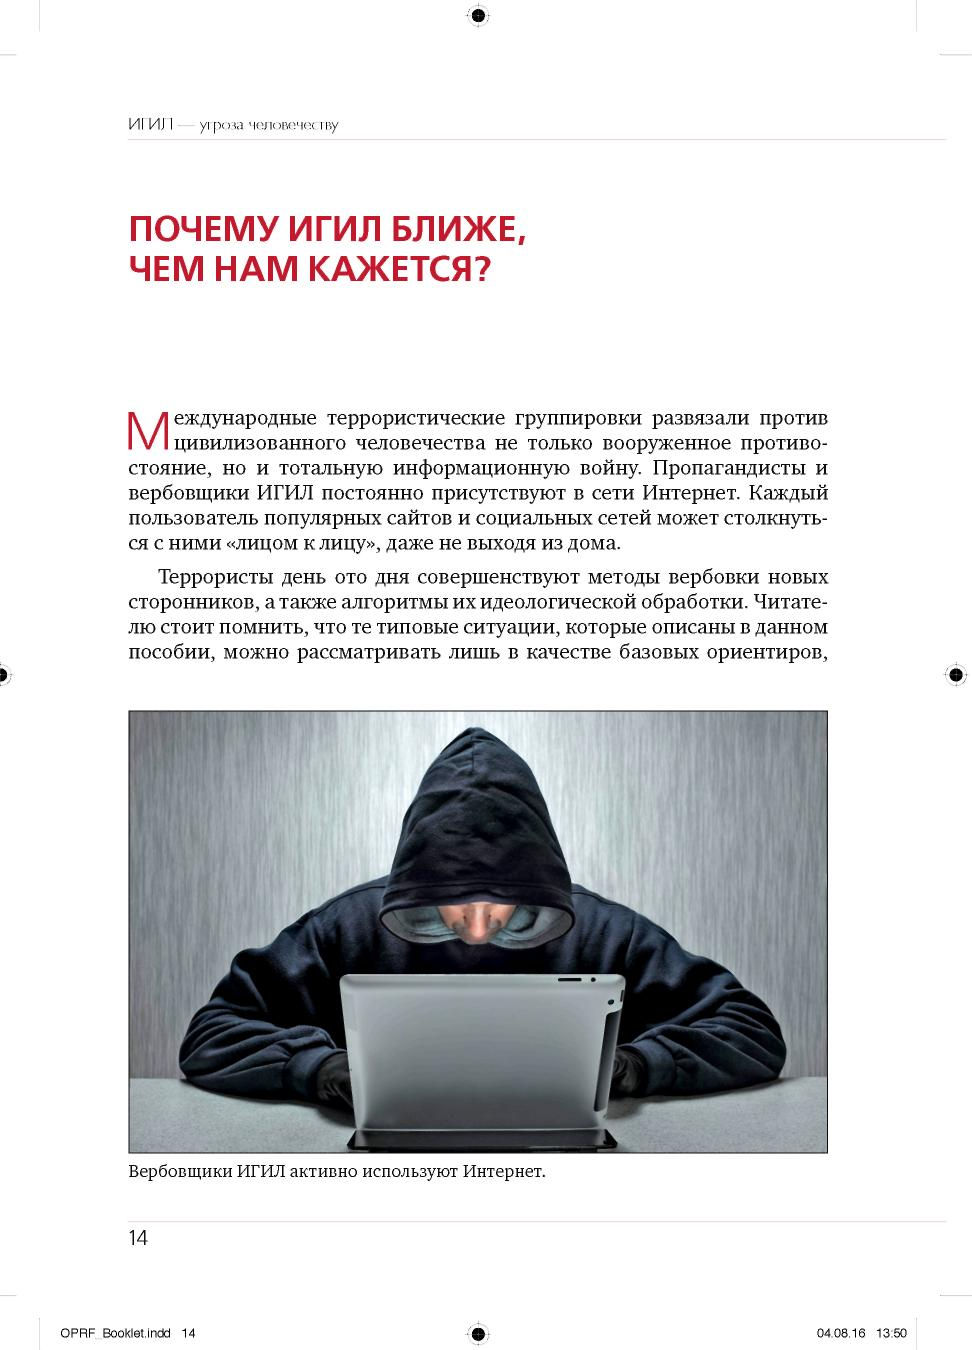 ИГИЛ — угроза человечеству
ПОЧЕМУ ИГИЛ БЛИЖЕ,
ЧЕМ НАМ КАЖЕТСЯ?
Международные террористические группировки развязали против
цивилизованного человечества не только вооруженное противо-
стояние, но и тотальную информационную войну. Пропагандисты и
вербовщики ИГИЛ постоянно присутствуют в сети Интернет. Каждый
пользователь популярных сайтов и социальных сетей может столкнуть-
ся с ними «лицом к лицу», даже не выходя из дома.
Террористы день ото дня совершенствуют методы вербовки новых
сторонников, а также алгоритмы их идеологической обработки. Читате-
лю стоит помнить, что те типовые ситуации, которые описаны в данном
пособии, можно рассматривать лишь в качестве базовых ориентиров,
Вербовщики ИГИЛ активно используют Интернет.
14
OPRF_Booklet.indd 14
04.08.16 13:50